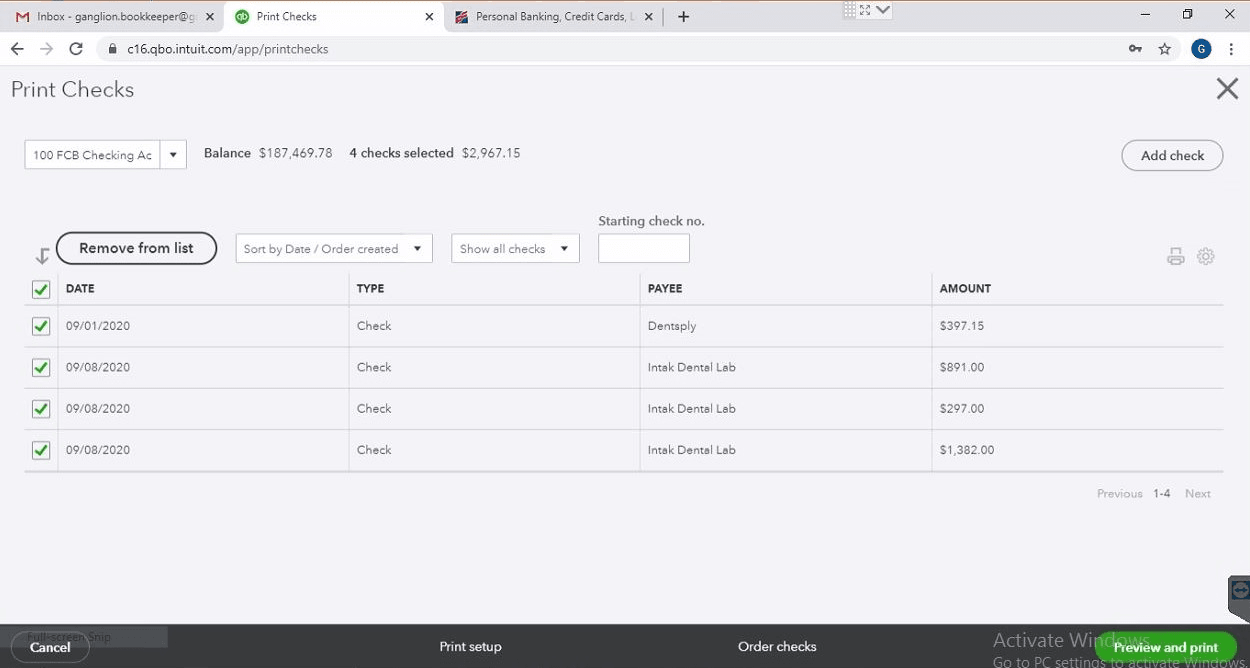 Inbox - ganglion.bookkeeper@g
Print Checks
Personal Banking, Credit Cards, L
c16.qbo.intuit.com/app/printchecks
G
Print Checks
100 FCB Checking Ac
Balance $187,469.78 4 checks selected $2,967.15
Add check
Starting check no.
Remove from list
Sort by Date / Order created
Show all checks
DATE TYPE PAYEE AMOUNT
09/01/2020 Check Dentsply $397.15
09/08/2020 Check Intak Dental Lab $891.00
09/08/2020 Check Intak Dental Lab $297.00
09/08/2020 Check Intak Dental Lab $1,382.00
Previous 1-4 Next
Full-screen Snip
Cancel
Print setup
Order checks
Activate Windows
Preview and print
Go to PC settings to activate Windows.